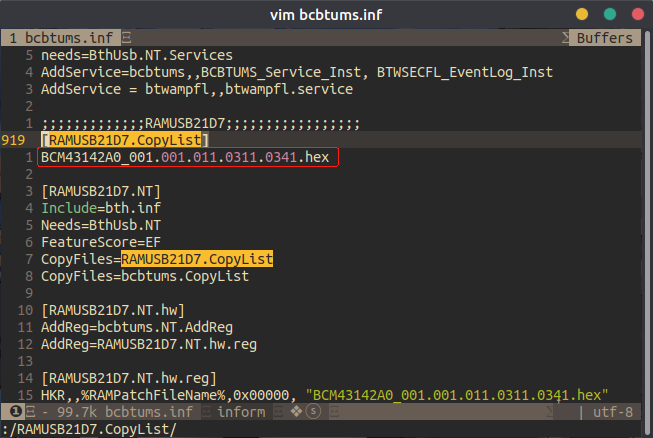 vim bcbtums.inf
1 bcbtums.inf Buffers
5 needs=BthUsb.NT.Services
4 AddService=bcbtums,,BCBTUMS_Service_Inst, BTWSECFL_EventLog_Inst
3 AddService = btwampfl,,btwampfl.service
2
1 ;;;;;;;;;;;;;RAMUSB21D7;;;;;;;;;;;;;;;;;
919 [RAMUSB21D7.CopyList]
1 BCM43142A0_001.001.011.0311.0341.hex
2
3 [RAMUSB21D7.NT]
4 Include=bth.inf
5 Needs=BthUsb.NT
6 FeatureScore=EF
7 CopyFiles=RAMUSB21D7.CopyList
8 CopyFiles=bcbtums.CopyList
9
10 [RAMUSB21D7.NT.hw]
11 AddReg=bcbtums.NT.AddReg
12 AddReg=RAMUSB21D7.NT.hw.reg
13
14 [RAMUSB21D7.NT.hw.reg]
15 HKR,,%RAMPatchFileName%,0x00000, "BCM43142A0_001.001.011.0311.0341.hex"
❶ - 99.7k bcbtums.inf inform ❖ⓢ | utf-8
:/RAMUSB21D7.CopyList/